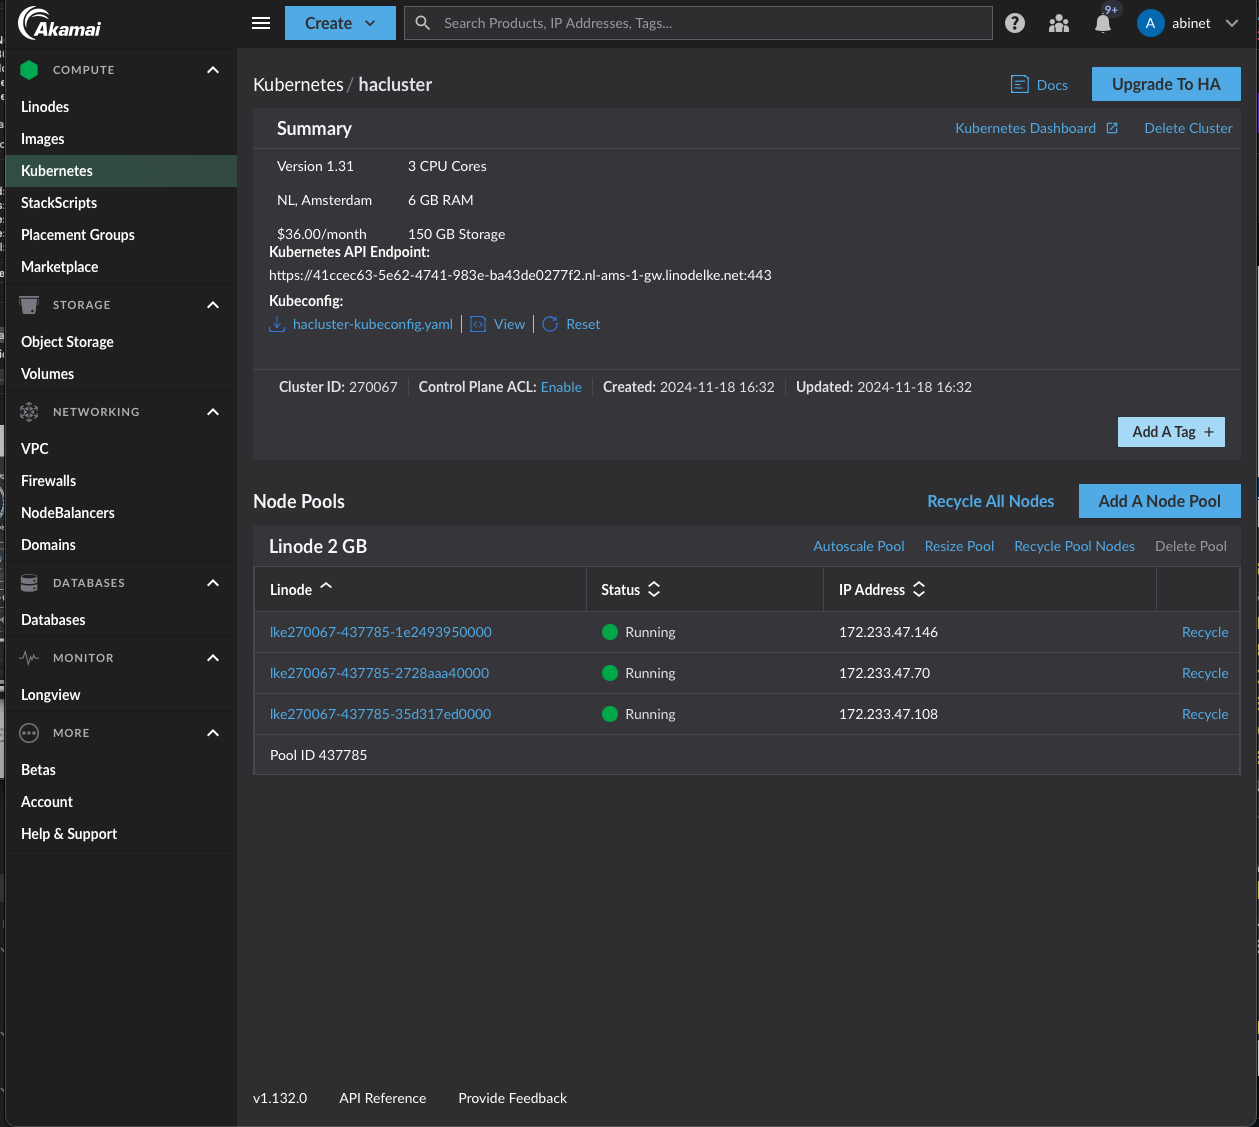 Akamai
Create
Search Products, IP Addresses, Tags...
9+
A abinet
COMPUTE
Linodes
Images
Kubernetes
StackScripts
Placement Groups
Marketplace
STORAGE
Object Storage
Volumes
NETWORKING
VPC
Firewalls
NodeBalancers
Domains
DATABASES
Databases
MONITOR
Longview
MORE
Betas
Account
Help & Support
Kubernetes / hacluster
Docs
Upgrade To HA
Summary
Kubernetes Dashboard
Delete Cluster
Version 1.31 3 CPU Cores
NL, Amsterdam 6 GB RAM
$36.00/month 150 GB Storage
Kubernetes API Endpoint:
https://41ccec63-5e62-4741-983e-ba43de0277f2.nl-ams-1-gw.linodelke.net:443
Kubeconfig:
hacluster-kubeconfig.yaml | View | Reset
Cluster ID: 270067 Control Plane ACL: Enable Created: 2024-11-18 16:32 Updated: 2024-11-18 16:32
Add A Tag +
Node Pools
Recycle All Nodes
Add A Node Pool
Linode 2 GB
Autoscale Pool Resize Pool Recycle Pool Nodes Delete Pool
Linode Status IP Address
lke270067-437785-1e2493950000 Running 172.233.47.146 Recycle
lke270067-437785-2728aaa40000 Running 172.233.47.70 Recycle
lke270067-437785-35d317ed0000 Running 172.233.47.108 Recycle
Pool ID 437785
v1.132.0 API Reference Provide Feedback